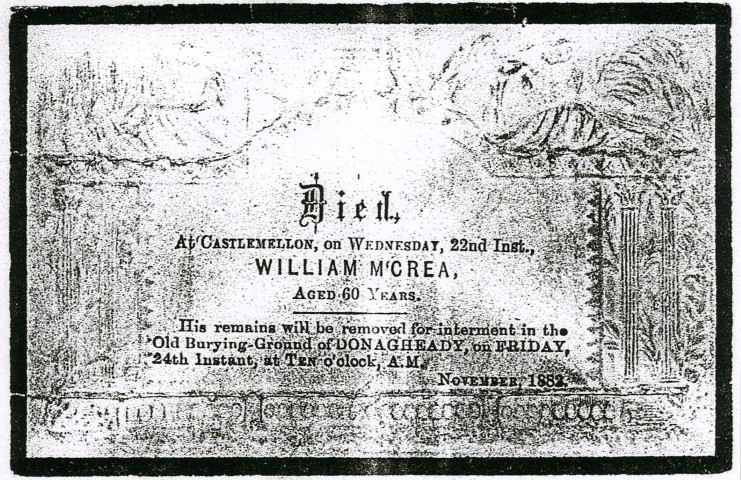 Died,
At CASTLEMELLON, on WEDNESDAY, 22nd Inst.,
WILLIAM M‘CREA,
AGED 60 YEARS.
His remains will be removed for interment in the
Old Burying-Ground of DONAGHEADY, on FRIDAY,
24th Instant, at TEN o'clock, A.M.
NOVEMBER, 1882.